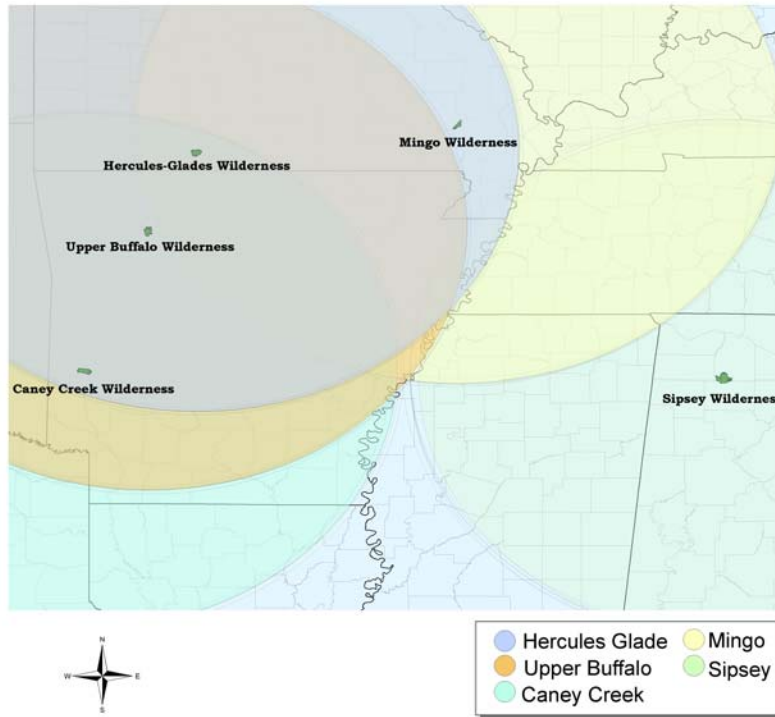 Mingo Wilderness
Hercules-Glades Wilderness
Upper Buffalo Wilderness
Caney Creek Wilderness
Sipsey Wildernes
N
W E
S
Hercules Glade Mingo
Upper Buffalo Sipsey
Caney Creek